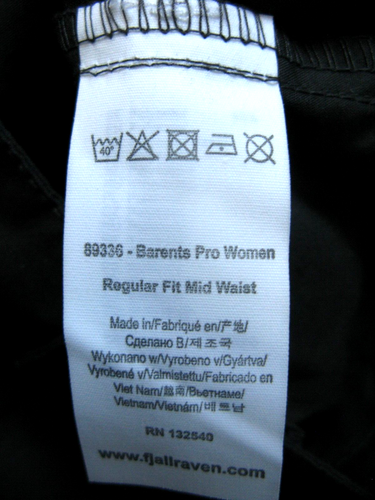 40°
89336 - Barents Pro Women
Regular Fit Mid Waist
Made in/Fabriqué en/产地/
Сделано В/제조국/
Wykonano w/Vyrobeno v/Gyártva/
Vyrobené v/Valmistettu/Fabricado en
Viet Nam/越南/Вьетнаме/
Vietnam/Vietnám/베트남
RN 132540
www.fjallraven.com